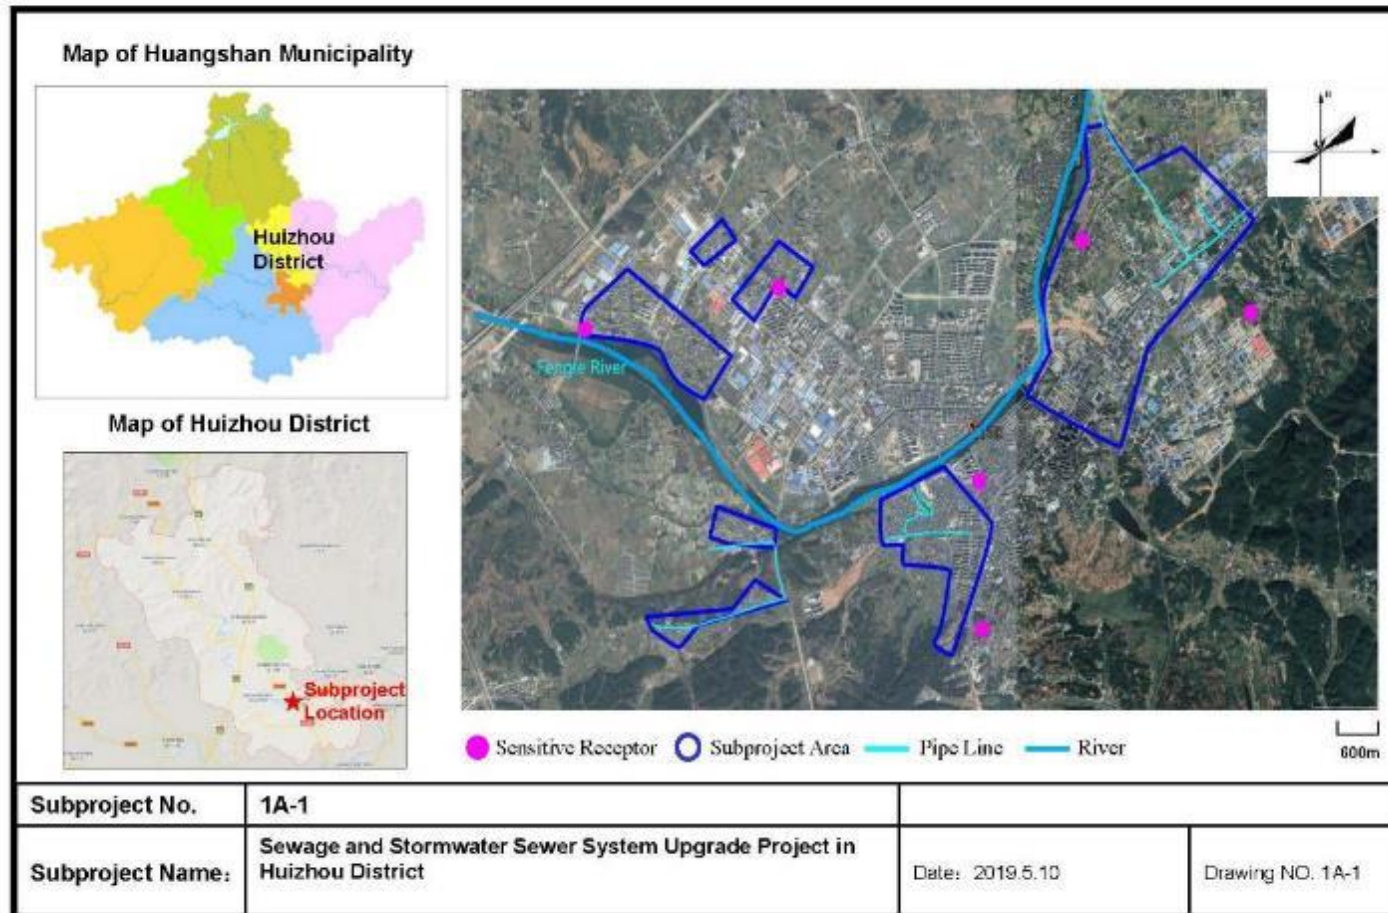 Map of Huangshan Municipality
Huizhou
District
Map of Huizhou District
Subproject
Location
Fengle River
Sensitive Receptor
Subproject Area
Pipe Line
River
600m
Subproject No.
1A-1
Subproject Name:
Sewage and Stormwater Sewer System Upgrade Project in
Huizhou District
Date: 2019.5.10
Drawing NO. 1A-1